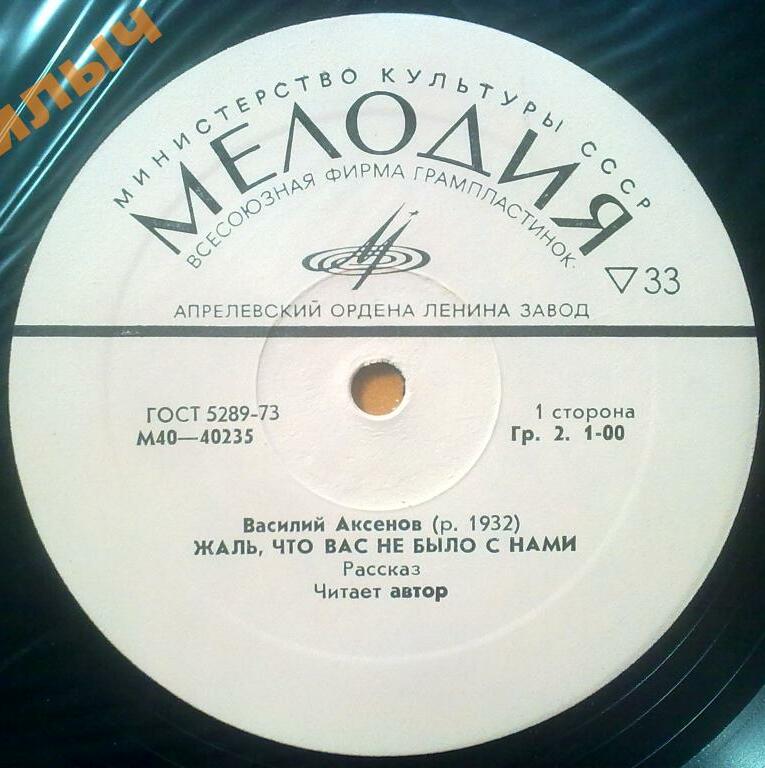 МИНИСТЕРСТВО КУЛЬТУРЫ СССР
МЕЛОДИЯ
ВСЕСОЮЗНАЯ ФИРМА ГРАМПЛАСТИНОК
▽33
АПРЕЛЕВСКИЙ ОРДЕНА ЛЕНИНА ЗАВОД
ГОСТ 5289-73
М40—40235
1 сторона
Гр. 2. 1-00
Василий Аксенов (р. 1932)
ЖАЛЬ, ЧТО ВАС НЕ БЫЛО С НАМИ
Рассказ
Читает автор